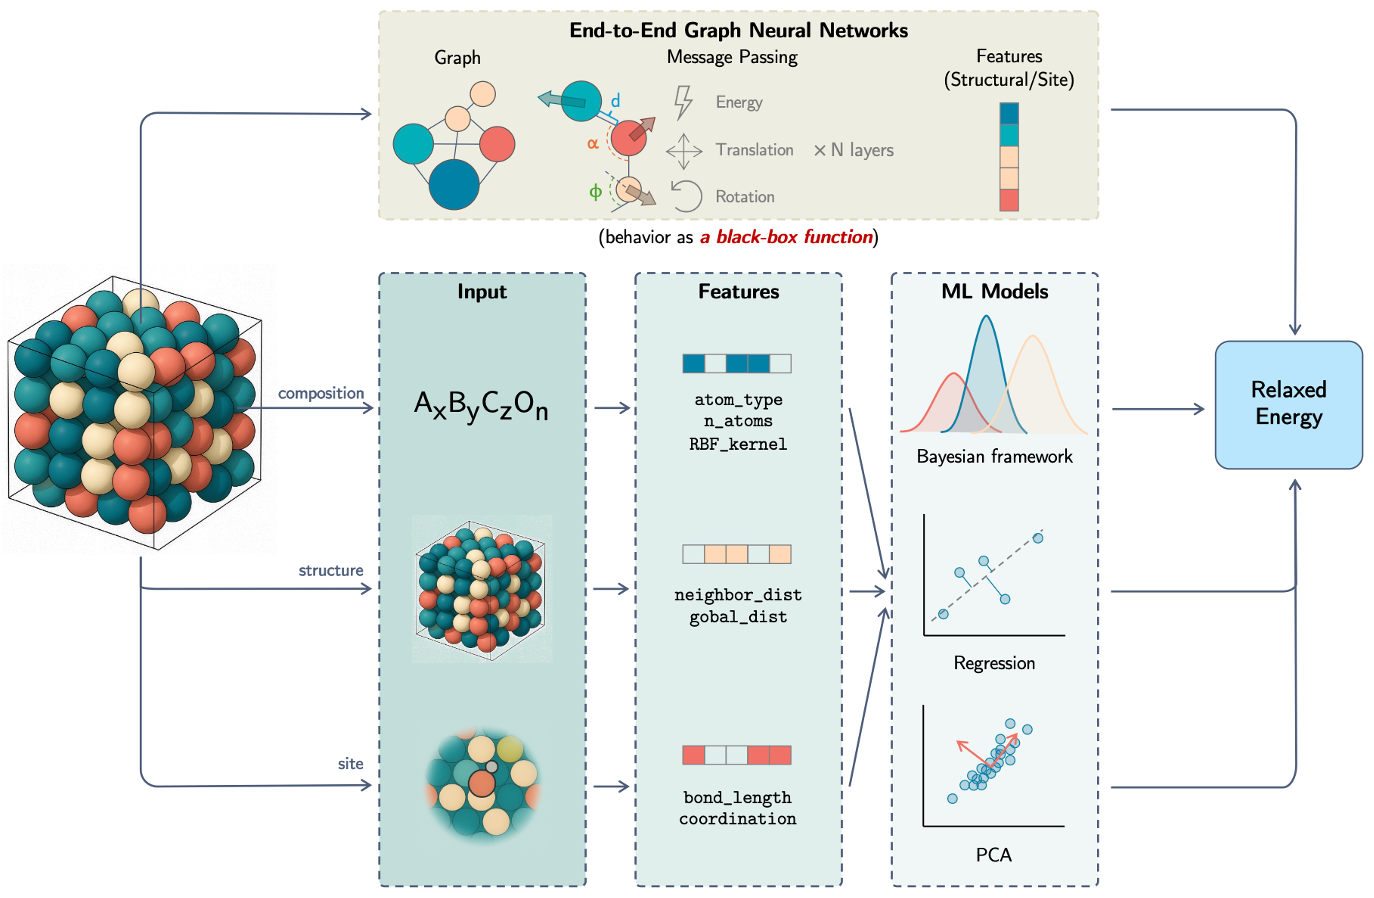 End-to-End Graph Neural Networks
Graph
Message Passing
Features
(Structural/Site)
d
α
ϕ
Energy
Translation
Rotation
× N layers
(behavior as a black-box function)
Input
Features
ML Models
composition
AₓBᵧC_zOₙ
atom_type
n_atoms
RBF_kernel
Bayesian framework
Relaxed
Energy
structure
neighbor_dist
gobal_dist
Regression
site
bond_length
coordination
PCA